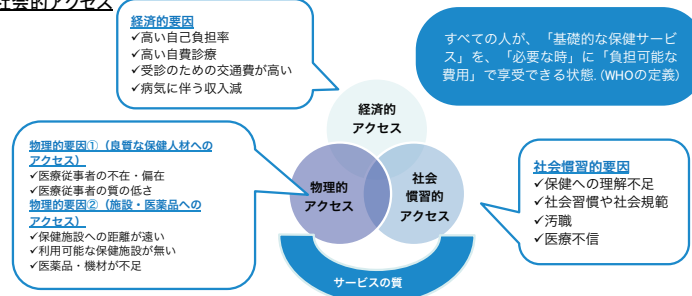 社会的アクセス
経済的要因
✓高い自己負担率
✓高い自費診療
✓受診のための交通費が高い
✓病気に伴う収入減
すべての人が、「基礎的な保健サービ
ス」を、「必要な時」に「負担可能な
費用」で享受できる状態. (WHOの定義)
経済的
アクセス
物理的要因①（良質な保健人材への
アクセス）
✓医療従事者の不在・偏在
✓医療従事者の質の低さ
物理的要因②（施設・医薬品への
アクセス）
✓保健施設への距離が遠い
✓利用可能な保健施設が無い
✓医薬品・機材が不足
物理的
アクセス
社会
慣習的
アクセス
社会慣習的要因
✓保健への理解不足
✓社会習慣や社会規範
✓汚職
✓医療不信
サービスの質